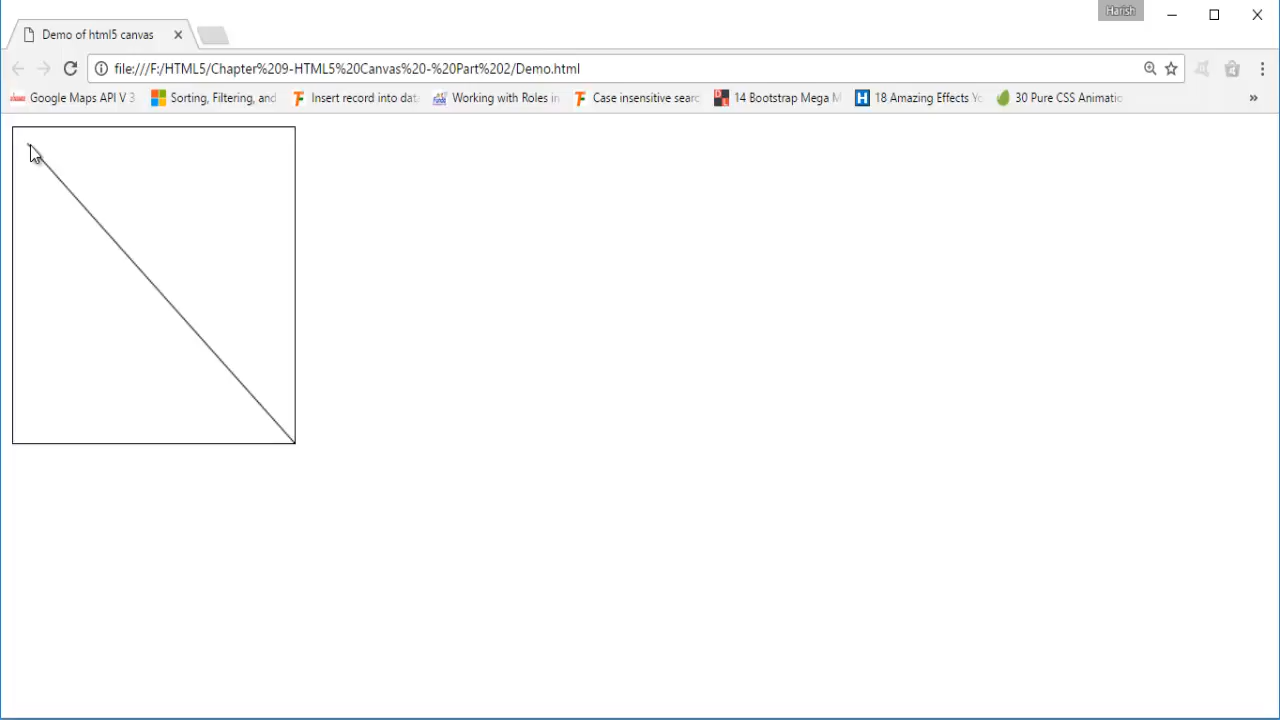 Harish
Demo of html5 canvas
file:///F:/HTML5/Chapter%209-HTML5%20Canvas%20-%20Part%202/Demo.html
Google Maps API V 3 Sorting, Filtering, and Insert record into dat Working with Roles in Case insensitive searc 14 Bootstrap Mega M 18 Amazing Effects Yo 30 Pure CSS Animatio »